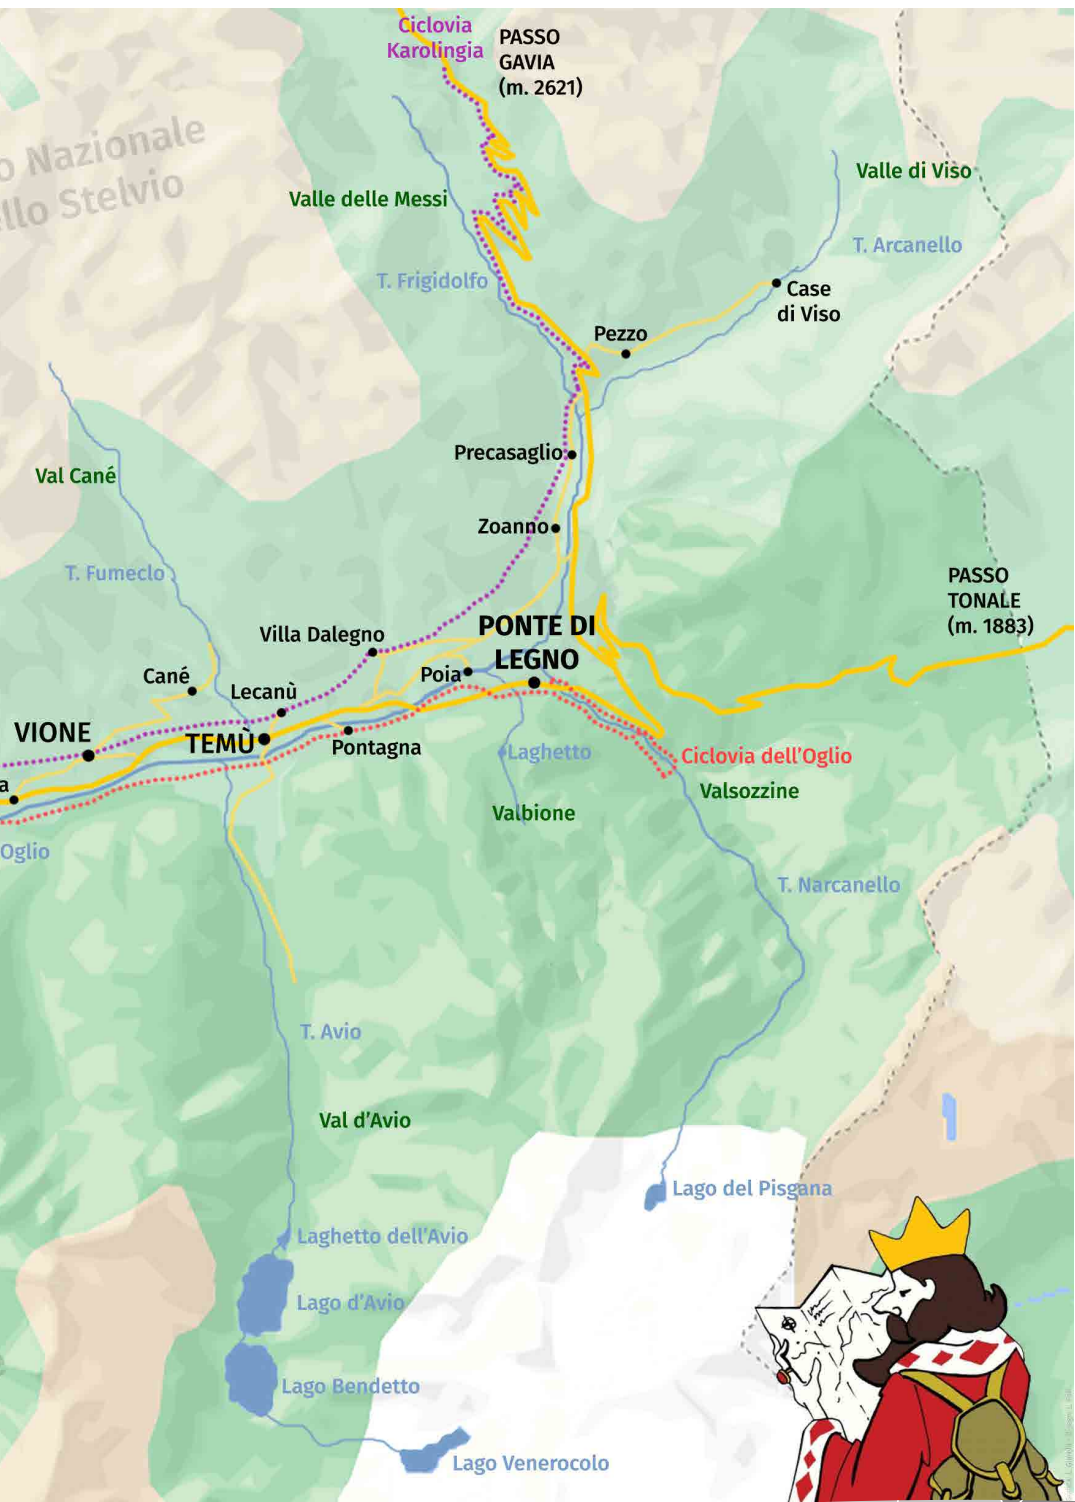 Ciclovia
Karolingia
PASSO
GAVIA
(m. 2621)
o Nazionale
llo Stelvio
Valle delle Messi
Valle di Viso
T. Arcanello
T. Frigidolfo
Case
di Viso
Pezzo
Precasaglio
Val Cané
Zoanno
T. Fumeclo
PASSO
TONALE
(m. 1883)
PONTE DI
LEGNO
Villa Dalegno
Poia
Cané
Lecanù
VIONE
TEMÙ
Pontagna
Laghetto
Ciclovia dell'Oglio
a
Valsozzine
Valbione
Oglio
T. Narcanello
T. Avio
Val d'Avio
Lago del Pisgana
Laghetto dell'Avio
Lago d'Avio
Lago Bendetto
Lago Venerocolo